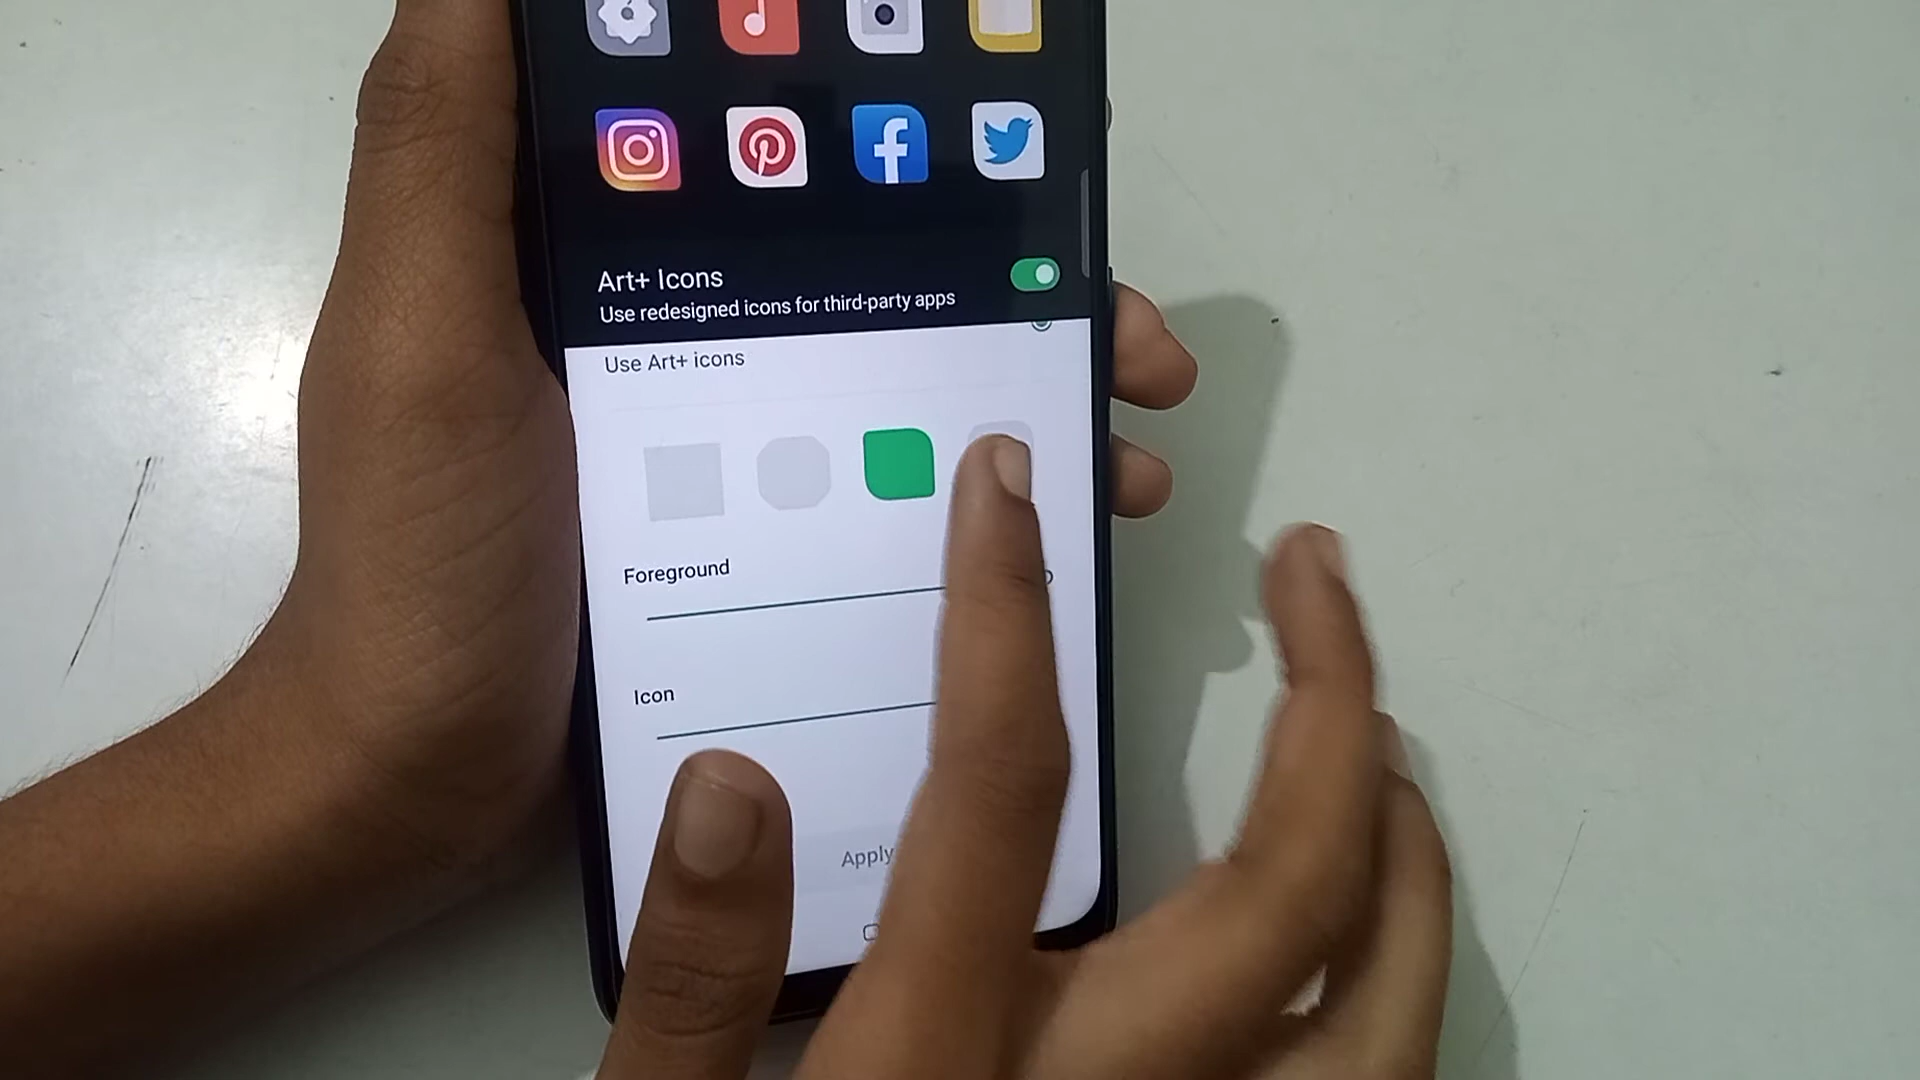 Art+ Icons
Use redesigned icons for third-party apps
Use Art+ icons
Foreground
Icon
Apply